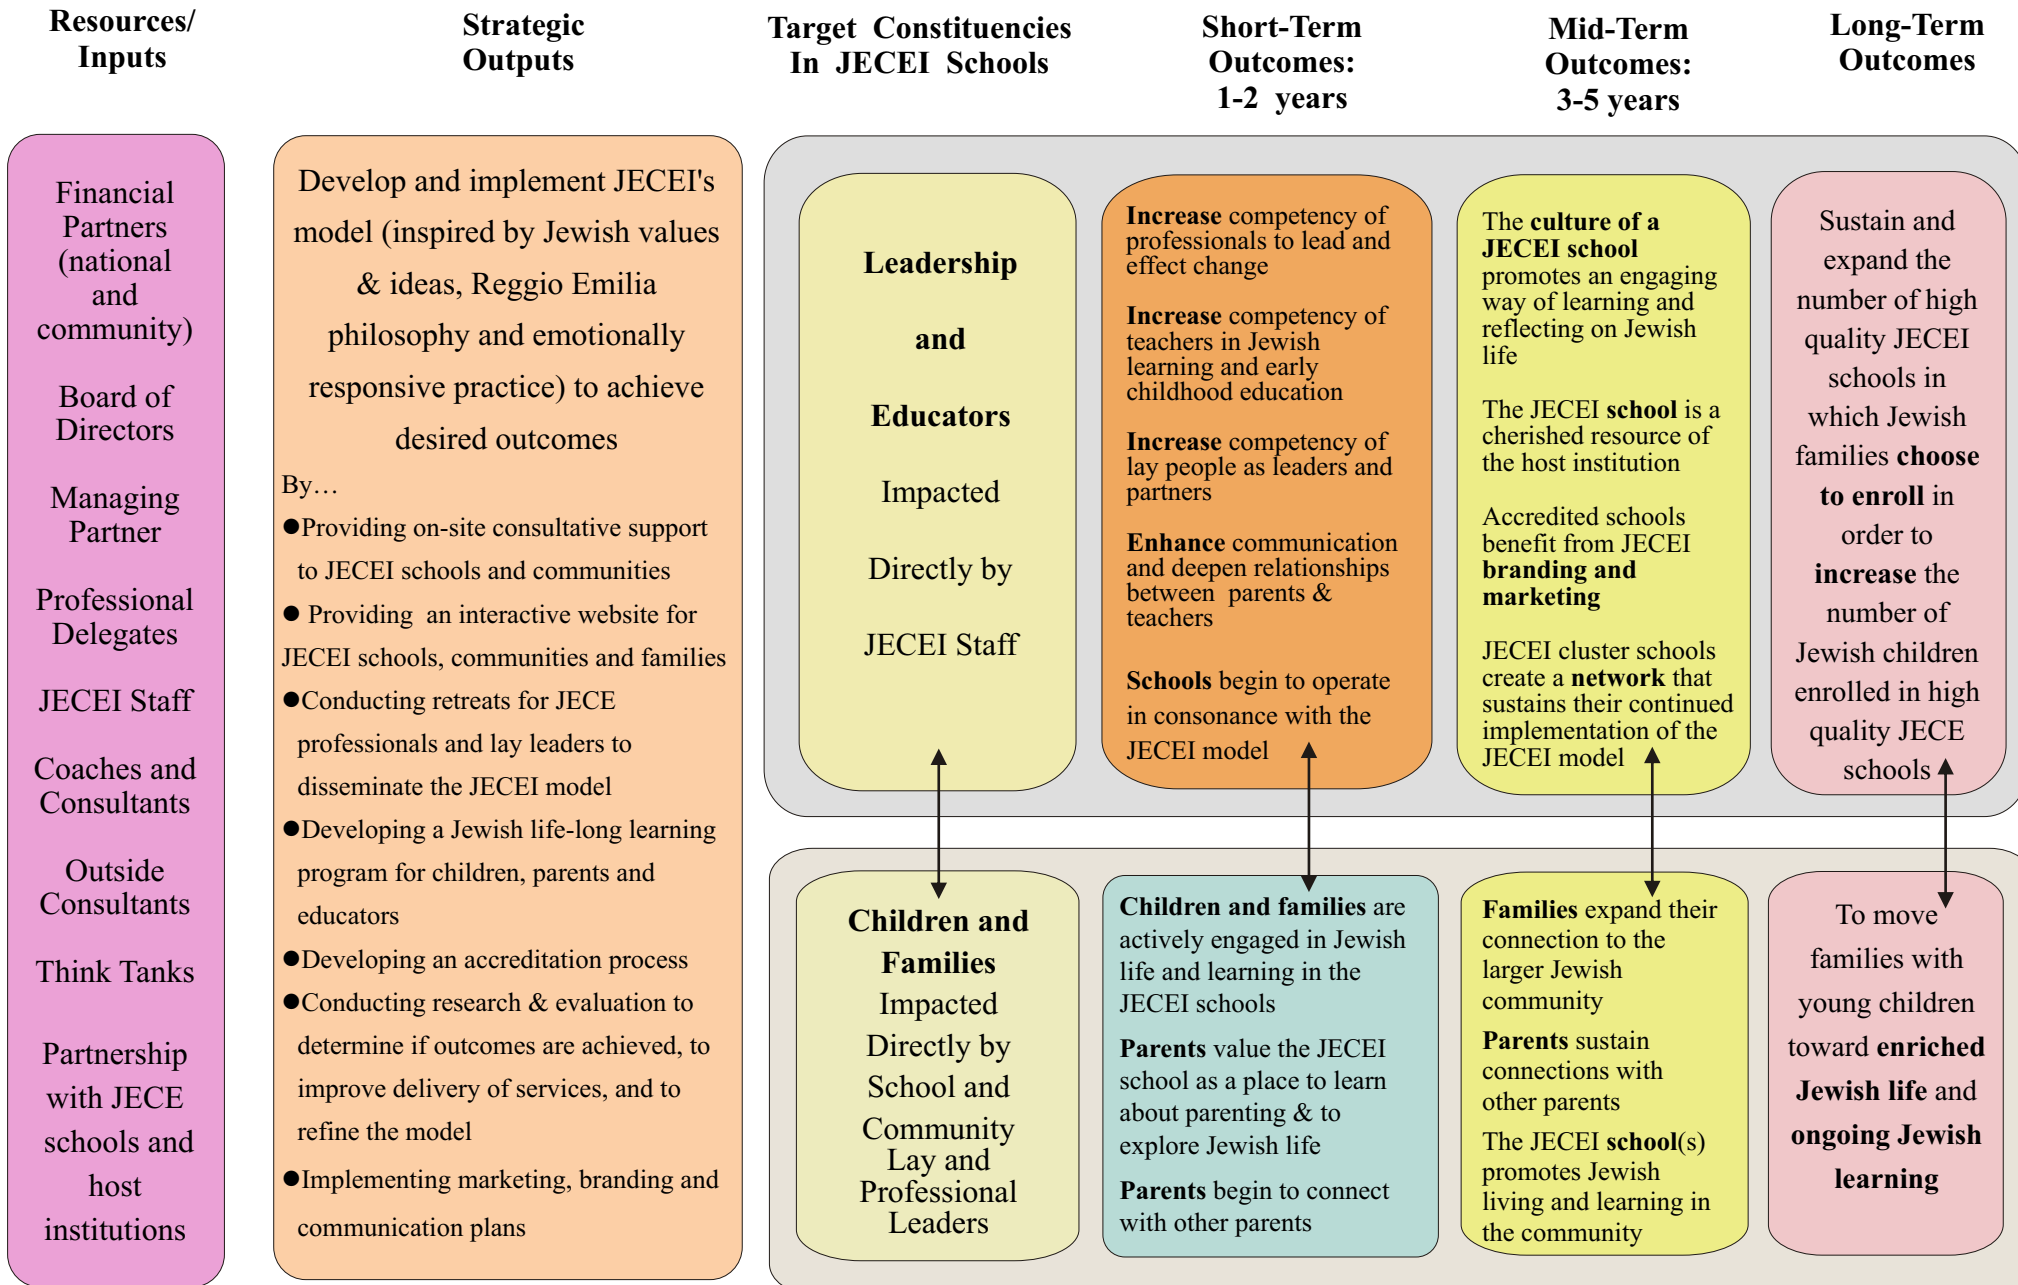 Resources/
Inputs
Strategic
Outputs
Target Constituencies
In JECEI Schools
Short-Term
Outcomes:
1-2 years
Mid-Term
Outcomes:
3-5 years
Long-Term
Outcomes
Financial
Partners
(national
and
community)
Board of
Directors
Managing
Partner
Professional
Delegates
JECEI Staff
Coaches and
Consultants
Outside
Consultants
Think Tanks
Partnership
with JECE
schools and
host
institutions
Develop and implement JECEI's
model (inspired by Jewish values
& ideas, Reggio Emilia
philosophy and emotionally
responsive practice) to achieve
desired outcomes
By…
●Providing on-site consultative support
to JECEI schools and communities
● Providing an interactive website for
JECEI schools, communities and families
●Conducting retreats for JECE
professionals and lay leaders to
disseminate the JECEI model
●Developing a Jewish life-long learning
program for children, parents and
educators
●Developing an accreditation process
●Conducting research & evaluation to
determine if outcomes are achieved, to
improve delivery of services, and to
refine the model
●Implementing marketing, branding and
communication plans
Leadership
and
Educators
Impacted
Directly by
JECEI Staff
Increase competency of
professionals to lead and
effect change
Increase competency of
teachers in Jewish
learning and early
childhood education
Increase competency of
lay people as leaders and
partners
Enhance communication
and deepen relationships
between parents &
teachers
Schools begin to operate
in consonance with the
JECEI model
The culture of a
JECEI school
promotes an engaging
way of learning and
reflecting on Jewish
life
The JECEI school is a
cherished resource of
the host institution
Accredited schools
benefit from JECEI
branding and
marketing
JECEI cluster schools
create a network that
sustains their continued
implementation of the
JECEI model
Sustain and
expand the
number of high
quality JECEI
schools in
which Jewish
families choose
to enroll in
order to
increase the
number of
Jewish children
enrolled in high
quality JECE
schools
Children and
Families
Impacted
Directly by
School and
Community
Lay and
Professional
Leaders
Children and families are
actively engaged in Jewish
life and learning in the
JECEI schools
Parents value the JECEI
school as a place to learn
about parenting & to
explore Jewish life
Parents begin to connect
with other parents
Families expand their
connection to the
larger Jewish
community
Parents sustain
connections with
other parents
The JECEI school(s)
promotes Jewish
living and learning in
the community
To move
families with
young children
toward enriched
Jewish life and
ongoing Jewish
learning